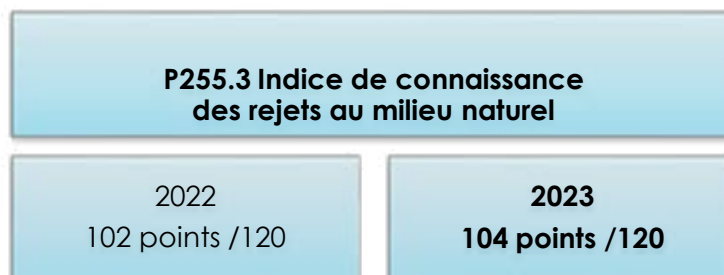 P255.3 Indice de connaissance
des rejets au milieu naturel
2022
102 points /120
2023
104 points /120